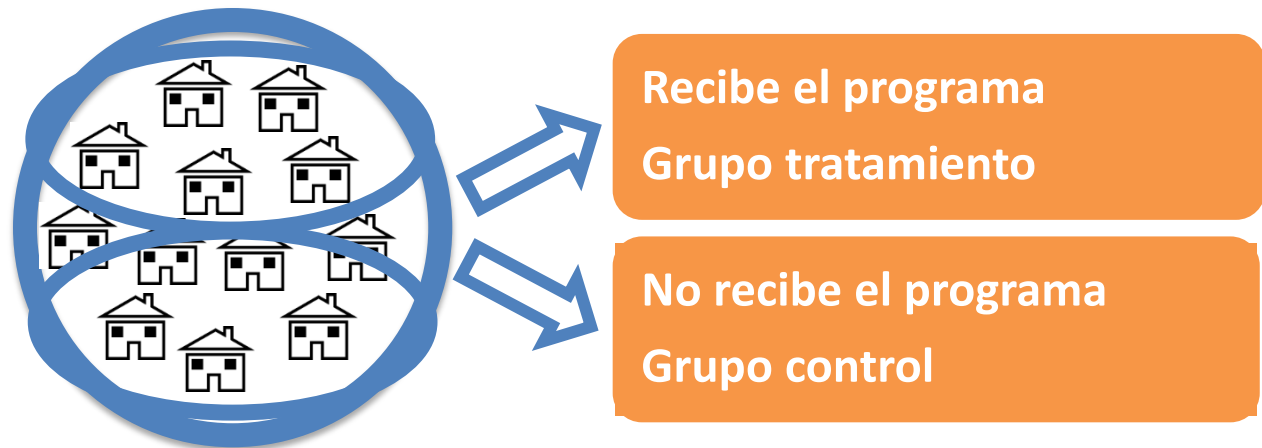 Recibe el programa
Grupo tratamiento
No recibe el programa
Grupo control